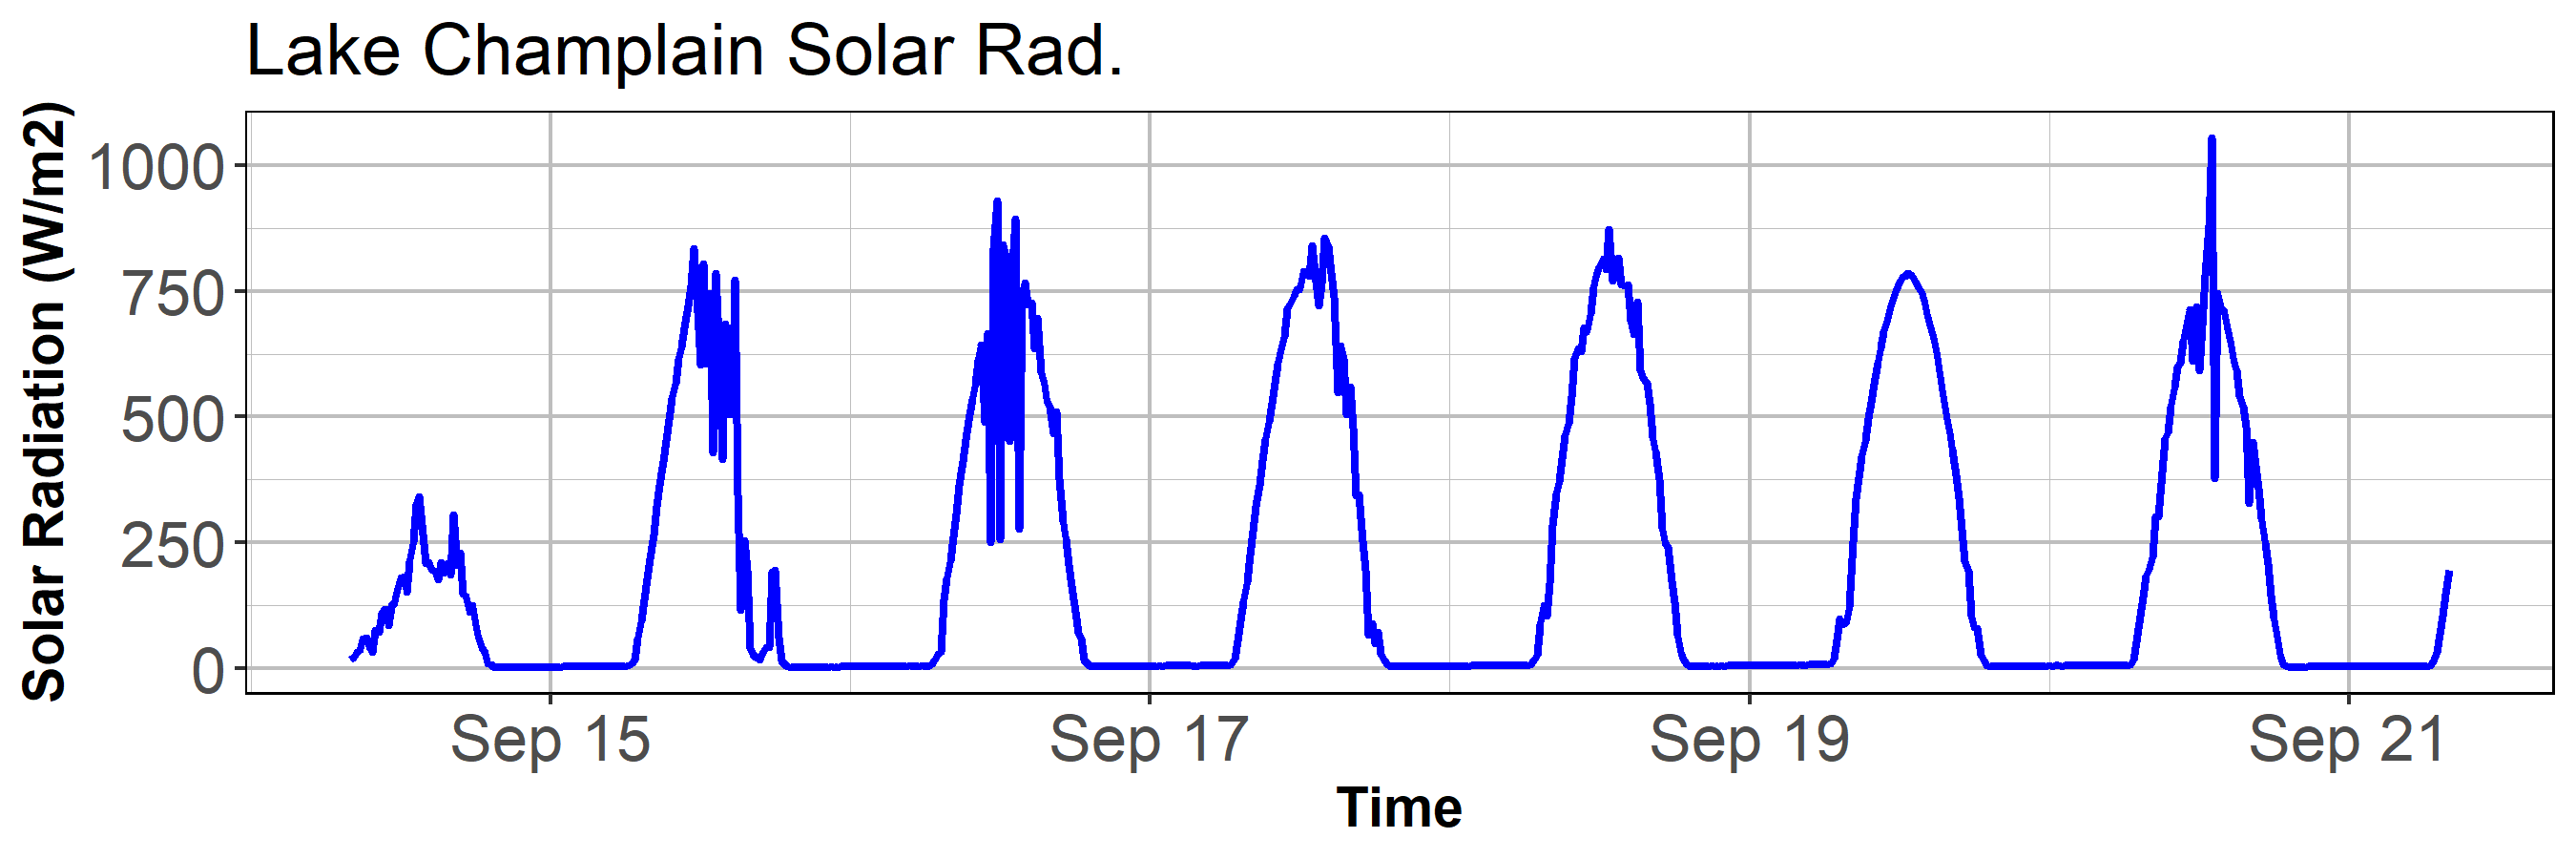 Lake Champlain Solar Rad.
Solar Radiation (W/m2)
1000
750
500
250
0
Sep 15
Sep 17
Sep 19
Sep 21
Time